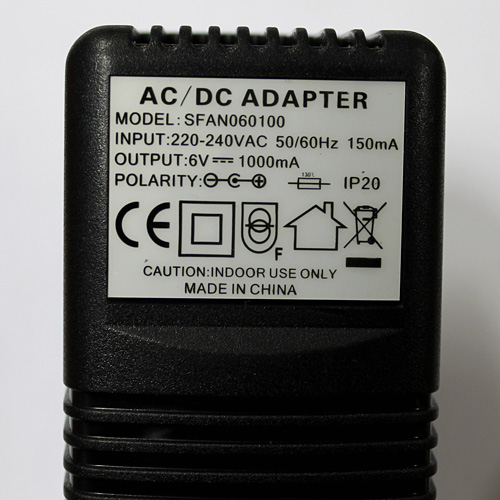 AC/DC ADAPTER
MODEL: SFAN060100
INPUT:220-240VAC 50/60Hz 150mA
OUTPUT:6V⎓ 1000mA
POLARITY: IP20
CE F
CAUTION:INDOOR USE ONLY
MADE IN CHINA